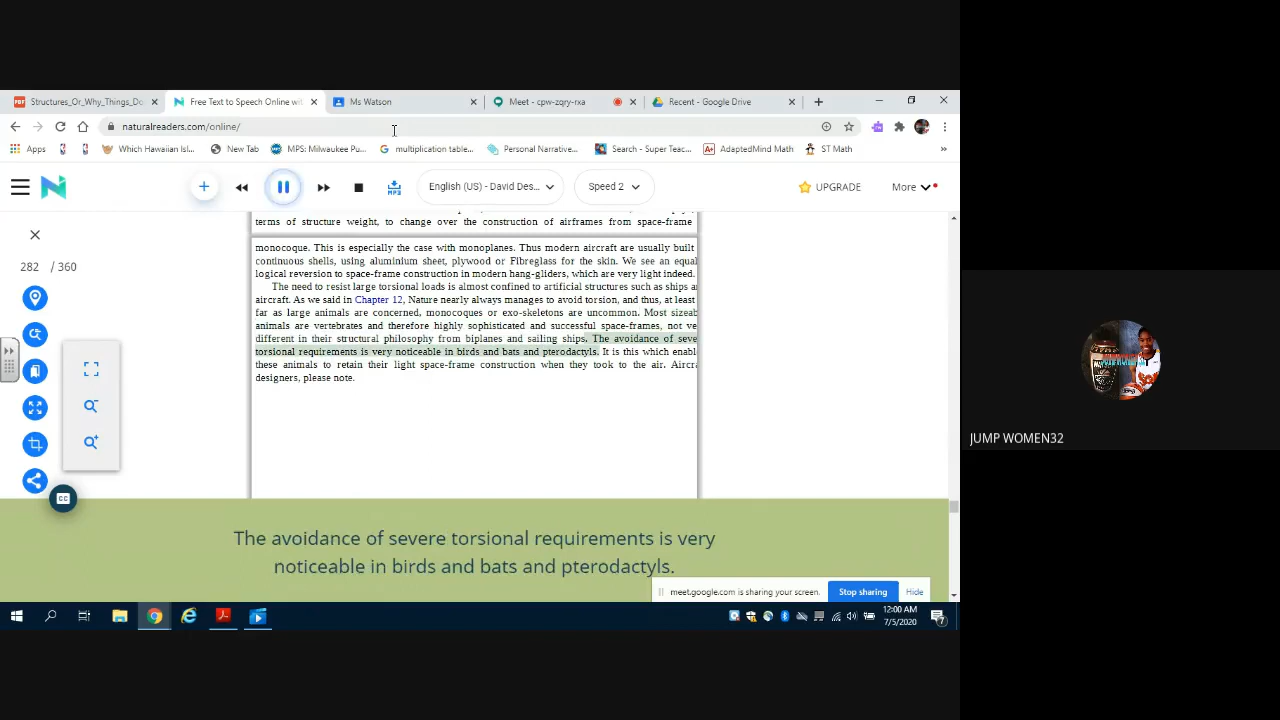 Structures_Or_Why_Things_Do
Free Text to Speech Online wit
Ms Watson
Meet - cpw-zqry-rxa
Recent - Google Drive
naturalreaders.com/online/
Apps
Which Hawaiian Isl...
New Tab
MPS: Milwaukee Pu...
multiplication table...
Personal Narrative...
Search - Super Teac...
AdaptedMind Math
ST Math
MP3
English (US) - David Des...
Speed 2
UPGRADE
More
282 / 360
terms of structure weight, to change over the construction of airframes from space-frame
monocoque. This is especially the case with monoplanes. Thus modern aircraft are usually built
continuous shells, using aluminium sheet, plywood or Fibreglass for the skin. We see an equal
logical reversion to space-frame construction in modern hang-gliders, which are very light indeed.
The need to resist large torsional loads is almost confined to artificial structures such as ships a
aircraft. As we said in Chapter 12, Nature nearly always manages to avoid torsion, and thus, at least
far as large animals are concerned, monocoques or exo-skeletons are uncommon. Most sizeab
animals are vertebrates and therefore highly sophisticated and successful space-frames, not ve
different in their structural philosophy from biplanes and sailing ships. The avoidance of seve
torsional requirements is very noticeable in birds and bats and pterodactyls. It is this which enabl
these animals to retain their light space-frame construction when they took to the air. Aircra
designers, please note.
CC
The avoidance of severe torsional requirements is very
noticeable in birds and bats and pterodactyls.
meet.google.com is sharing your screen.
Stop sharing
Hide
12:00 AM
7/5/2020
7
JUMP WOMEN32